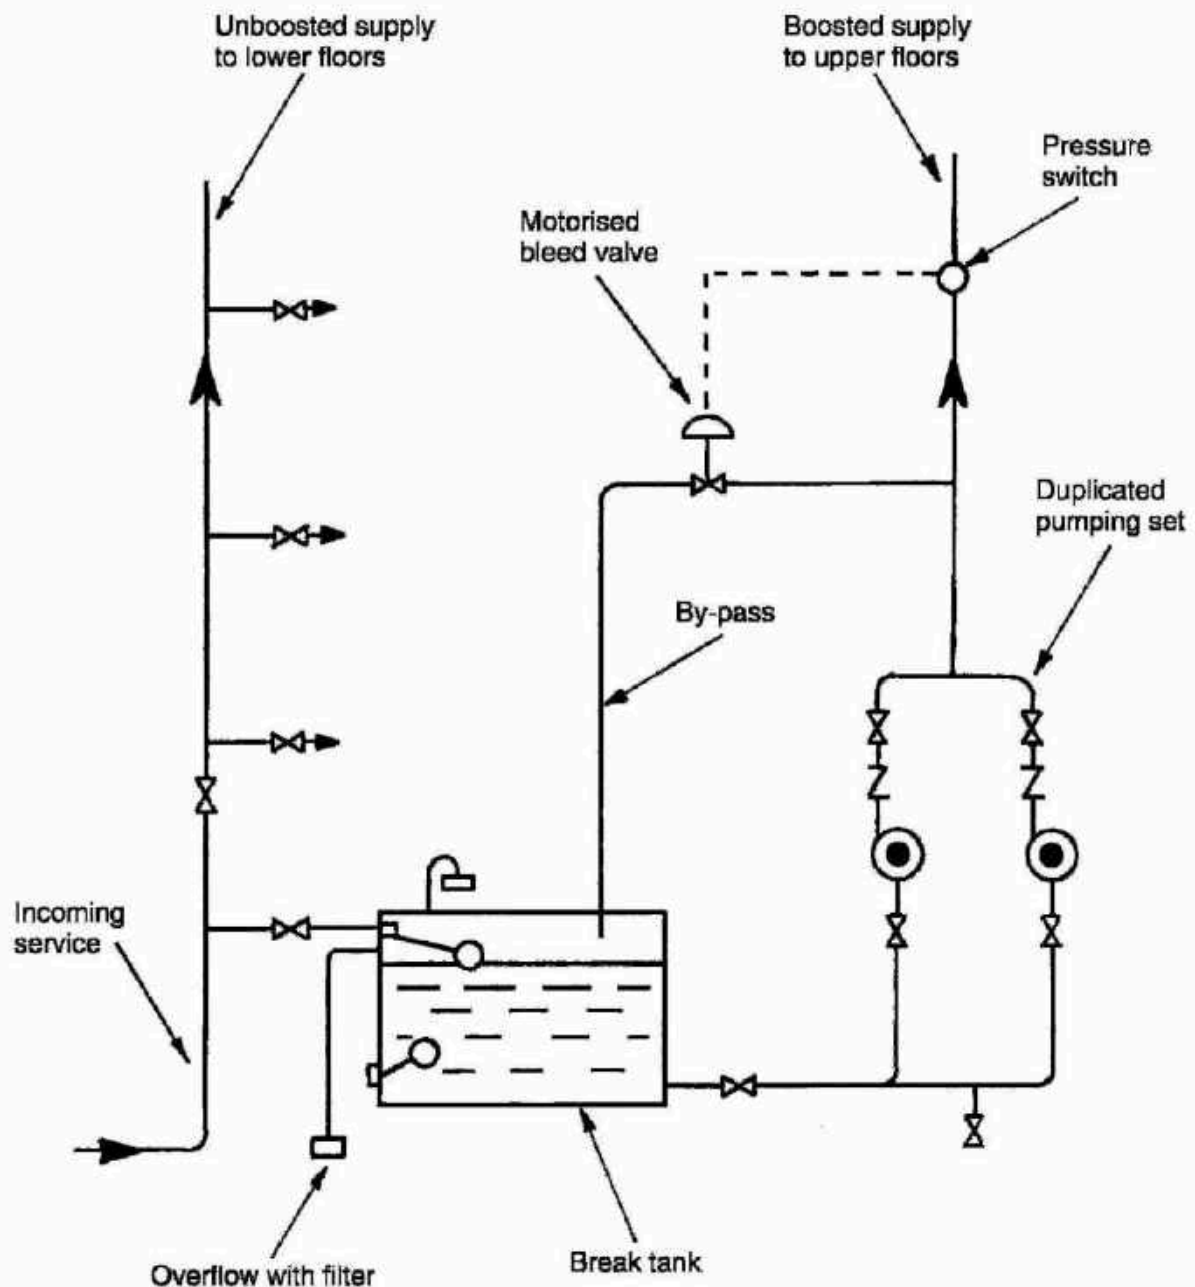 Unboosted supply
to lower floors
Boosted supply
to upper floors
Pressure
switch
Motorised
bleed valve
Duplicated
pumping set
By-pass
Incoming
service
Overflow with filter
Break tank